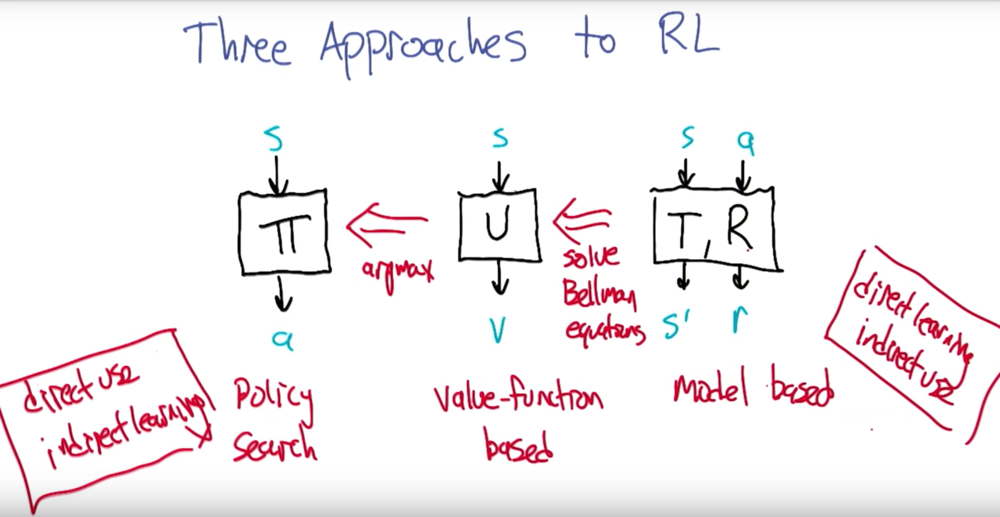 Three Approaches to RL
s
s
s a
π
U
T, R
argmax
solve
Bellman
equations
a
v
s' r
direct use
indirect learning
direct learning
indirect use
Policy
Search
value-function
based
model based